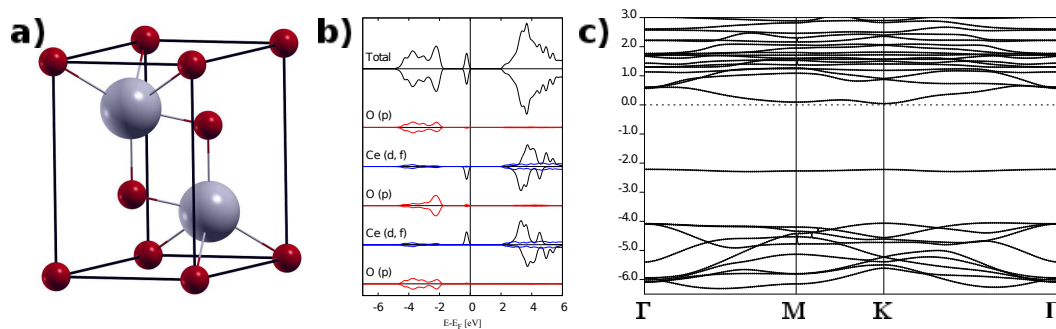 a)
b)
Total
O (p)
Ce (d, f)
O (p)
Ce (d, f)
O (p)
-6 -4 -2 0 2 4 6
E-E_F [eV]
c)
3.0
2.0
1.0
0.0
-1.0
-2.0
-3.0
-4.0
-5.0
-6.0
Γ M K Γ